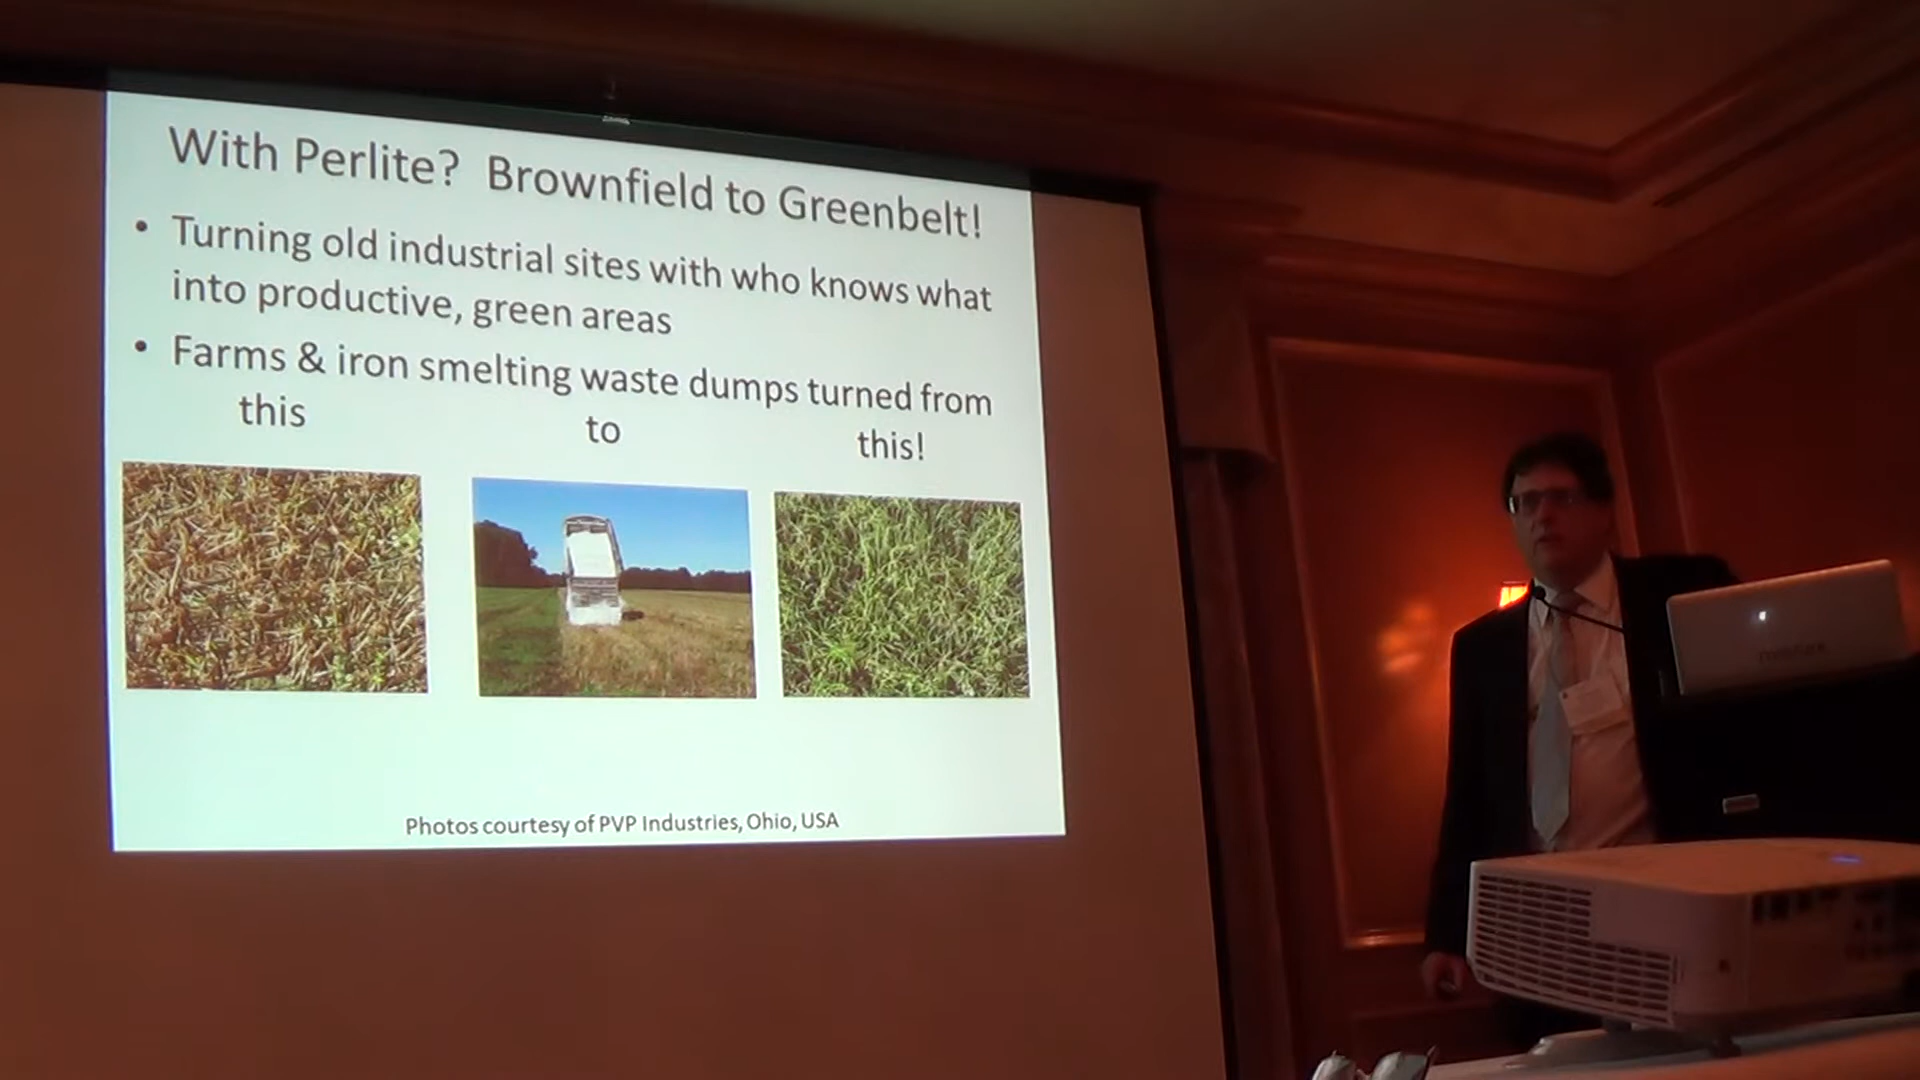 With Perlite? Brownfield to Greenbelt!
• Turning old industrial sites with who knows what
into productive, green areas
• Farms & iron smelting waste dumps turned from
this to this!
Photos courtesy of PVP Industries, Ohio, USA